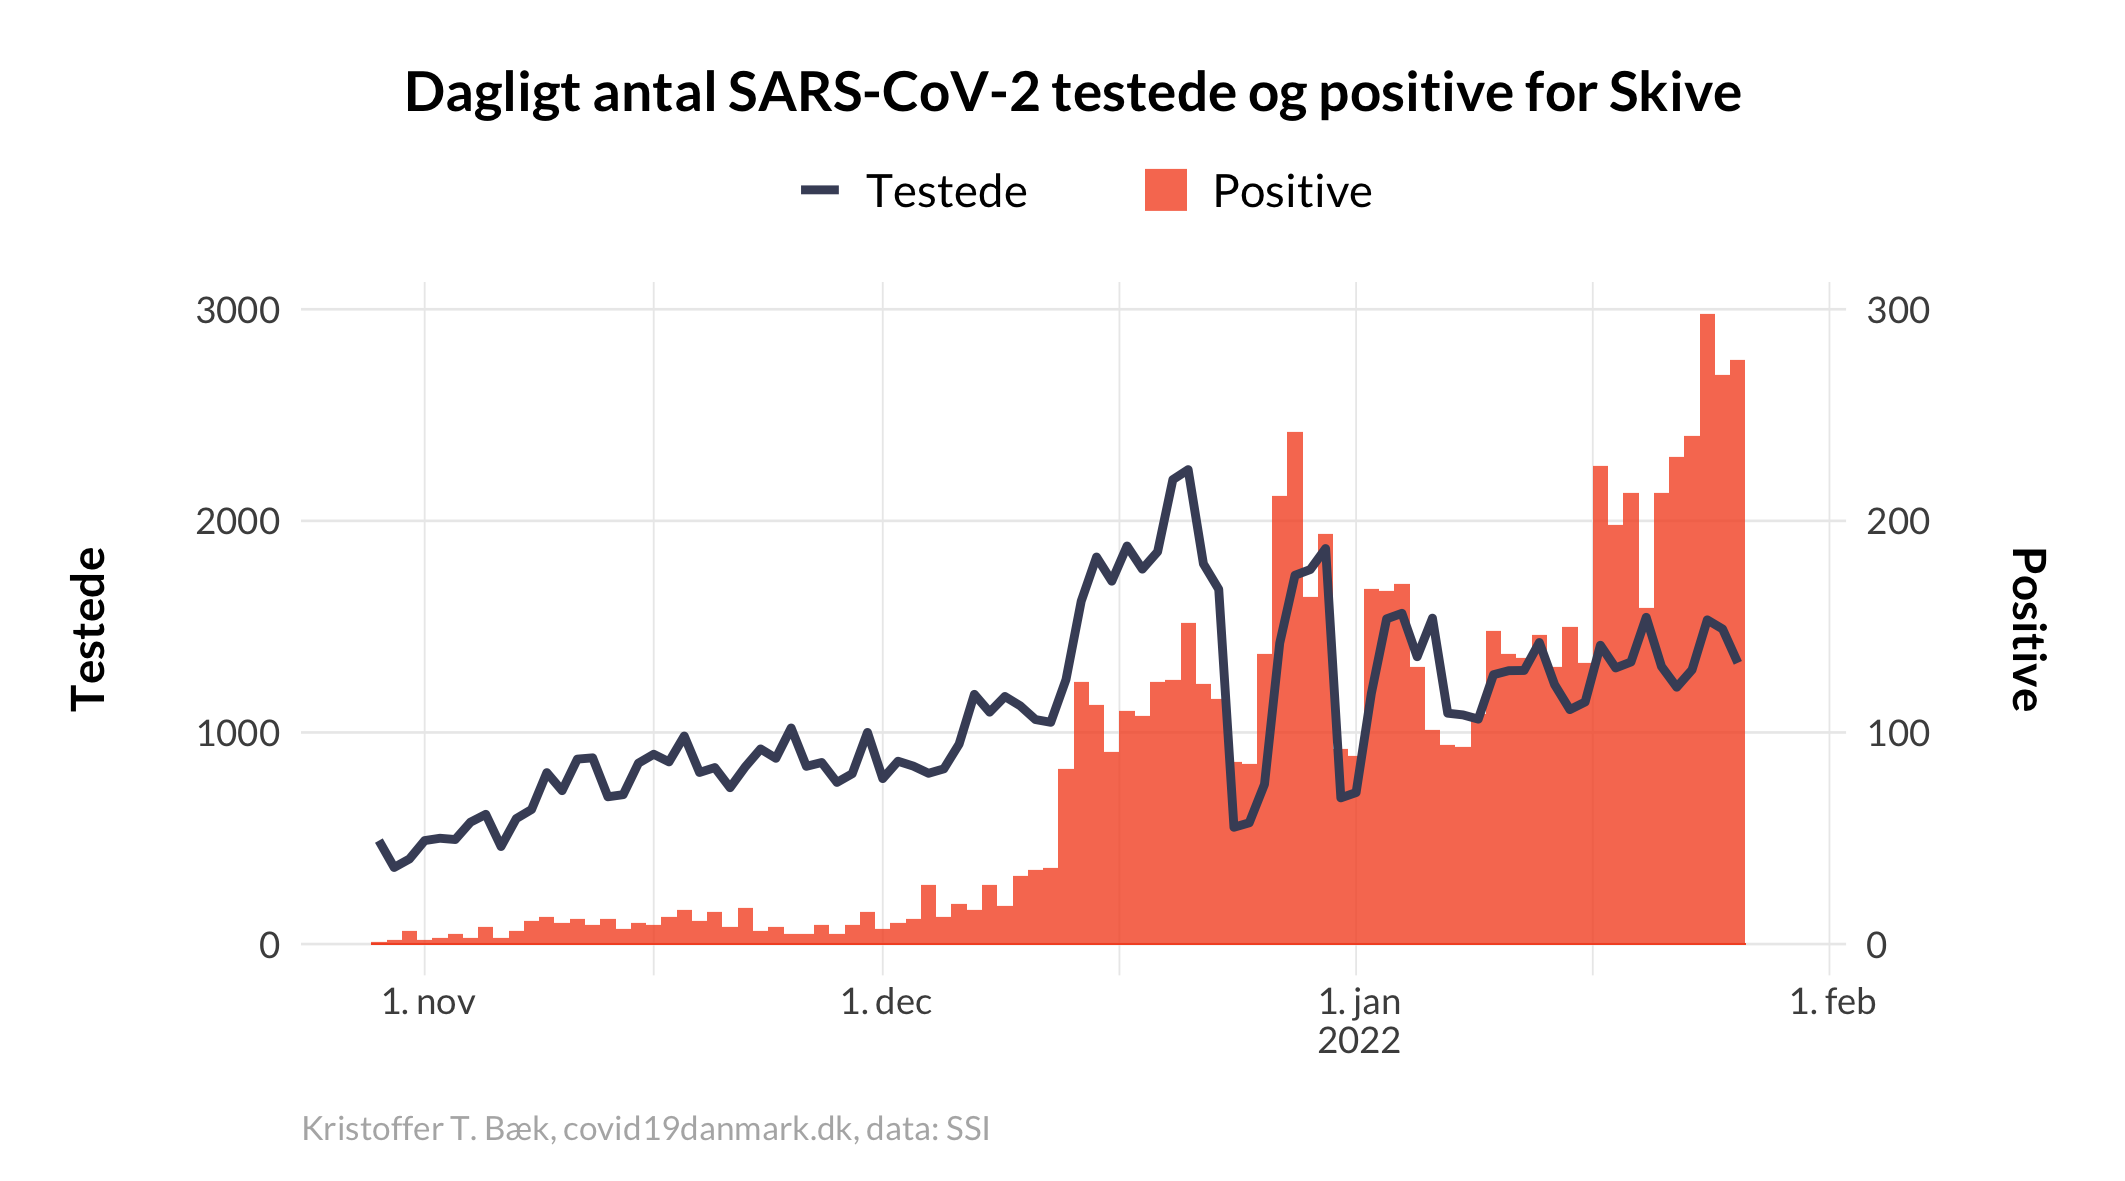 Dagligt antal SARS-CoV-2 testede og positive for Skive
Testede Positive
3000 300
2000 200
1000 100
0 0
Testede
Positive
1. nov 1. dec 1. jan 1. feb
2022
Kristoffer T. Bæk, covid19danmark.dk, data: SSI